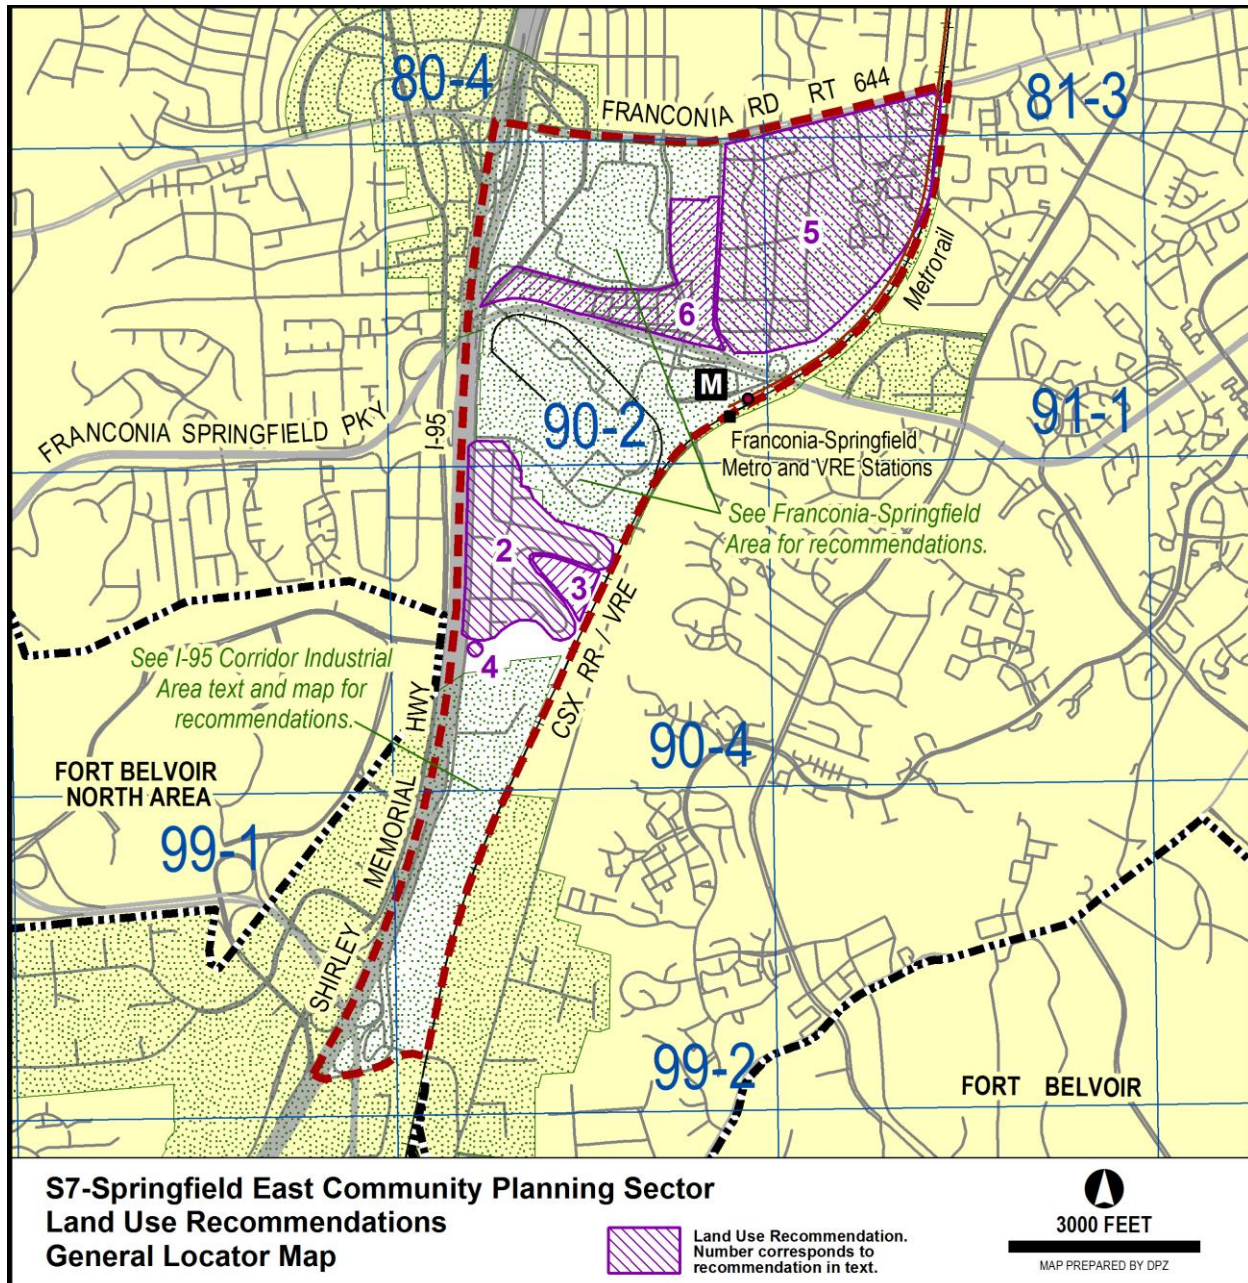 80-4
FRANCONIA RD RT 644
81-3
5
Metrorail
6
M
FRANCONIA SPRINGFIELD PKY
I-95
90-2
91-1
Franconia-Springfield
Metro and VRE Stations
See Franconia-Springfield
Area for recommendations.
2
3
4
CSX RR / VRE
See I-95 Corridor Industrial
Area text and map for
recommendations.
FORT BELVOIR
NORTH AREA
99-1
SHIRLEY MEMORIAL HWY
90-4
99-2
FORT BELVOIR
S7-Springfield East Community Planning Sector
Land Use Recommendations
General Locator Map
Land Use Recommendation.
Number corresponds to
recommendation in text.
3000 FEET
MAP PREPARED BY DPZ